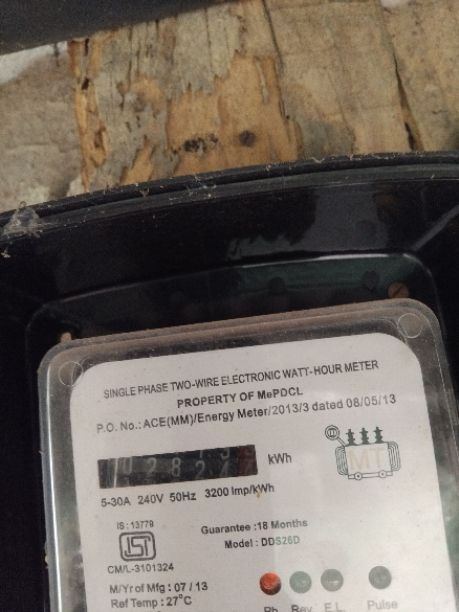 SINGLE PHASE TWO-WIRE ELECTRONIC WATT-HOUR METER
PROPERTY OF MePDCL
P.O. No.: ACE(MM)/Energy Meter/2013/3 dated 08/05/13
kWh
MT
5-30A 240V 50Hz 3200 Imp/kWh
IS : 13779
Guarantee : 18 Months
ISI
Model : DDS26D
CM/L-3101324
M/Yr of Mfg : 07 / 13
Ref Temp : 27°C
Ph Rev E.L. Pulse